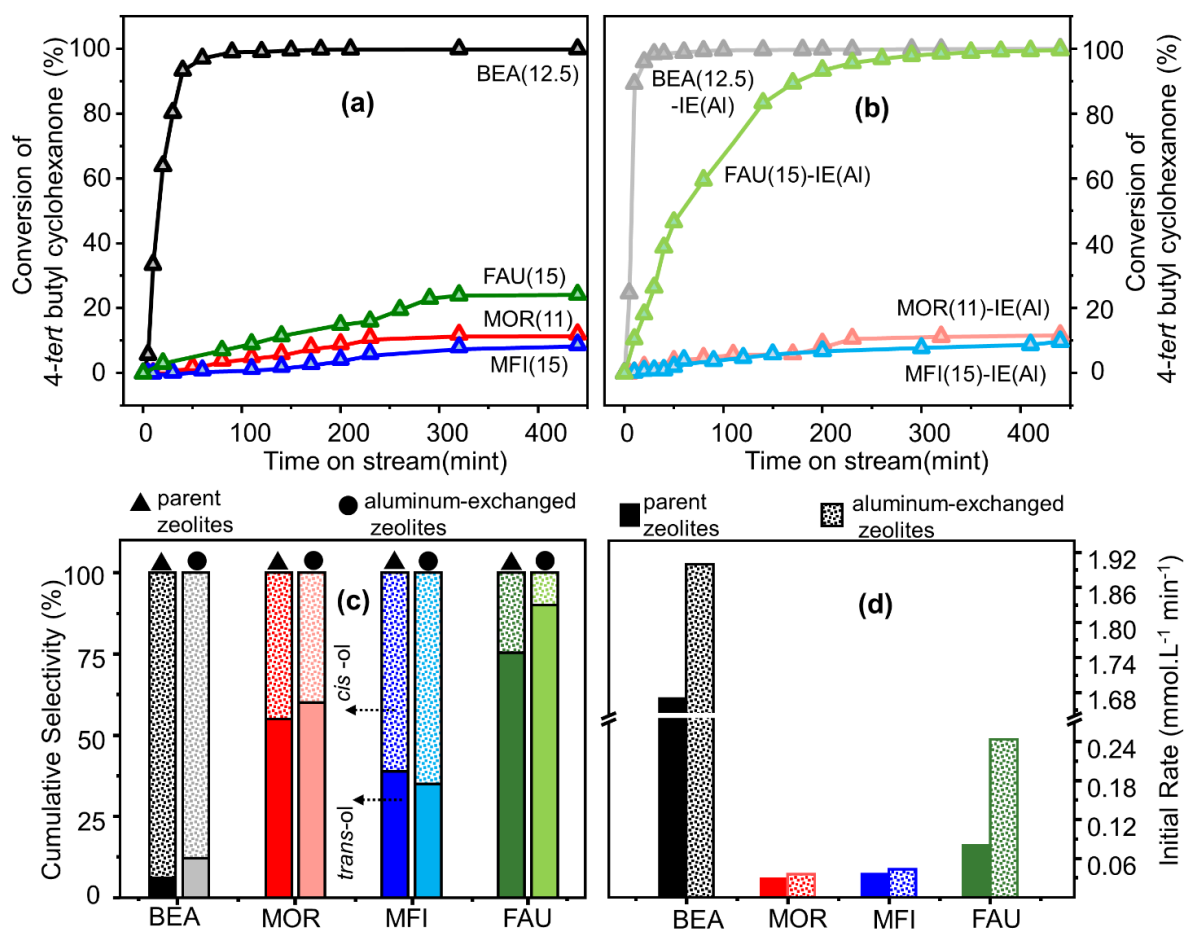 Conversion of
4-tert butyl cyclohexanone (%)
100
80
60
40
20
0
BEA(12.5)
(a)
FAU(15)
MOR(11)
MFI(15)
0 100 200 300 400
Time on stream(mint)
BEA(12.5)
-IE(Al)
(b)
FAU(15)-IE(Al)
MOR(11)-IE(Al)
MFI(15)-IE(Al)
0 100 200 300 400
Time on stream(mint)
100
80
60
40
20
0
Conversion of
4-tert butyl cyclohexanone (%)
parent
zeolites
aluminum-exchanged
zeolites
Cumulative Selectivity (%)
100
75
50
25
0
(c)
cis -ol
trans-ol
BEA MOR MFI FAU
parent
zeolites
aluminum-exchanged
zeolites
(d)
1.92
1.86
1.80
1.74
1.68
0.24
0.18
0.12
0.06
Initial Rate (mmol.L⁻¹ min⁻¹)
BEA MOR MFI FAU